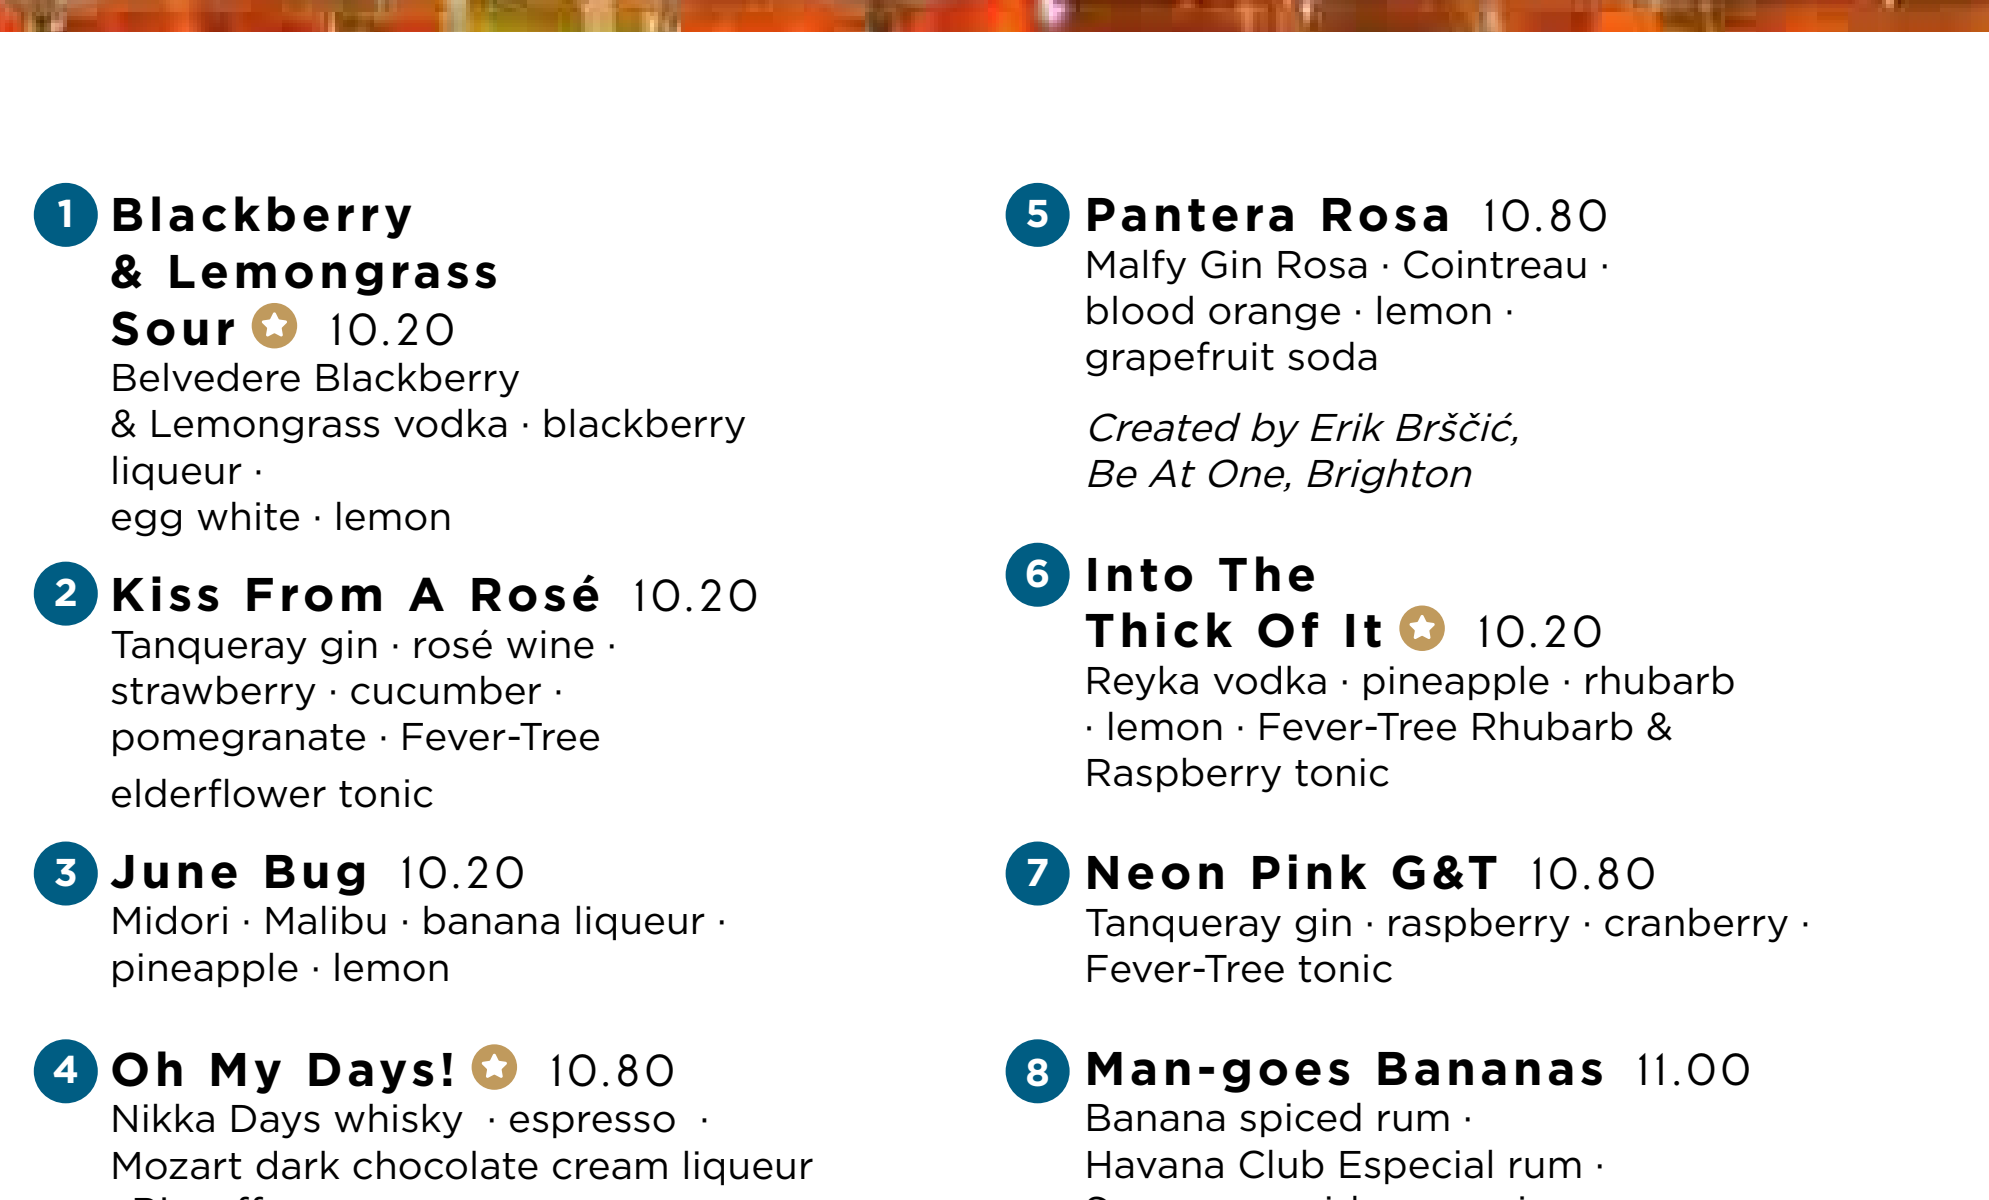 1 Blackberry
& Lemongrass
Sour 10.20
Belvedere Blackberry
& Lemongrass vodka · blackberry
liqueur ·
egg white · lemon
2 Kiss From A Rosé 10.20
Tanqueray gin · rosé wine ·
strawberry · cucumber ·
pomegranate · Fever-Tree
elderflower tonic
3 June Bug 10.20
Midori · Malibu · banana liqueur ·
pineapple · lemon
4 Oh My Days! 10.80
Nikka Days whisky · espresso ·
Mozart dark chocolate cream liqueur
5 Pantera Rosa 10.80
Malfy Gin Rosa · Cointreau ·
blood orange · lemon ·
grapefruit soda
Created by Erik Brščić,
Be At One, Brighton
6 Into The
Thick Of It 10.20
Reyka vodka · pineapple · rhubarb
· lemon · Fever-Tree Rhubarb &
Raspberry tonic
7 Neon Pink G&T 10.80
Tanqueray gin · raspberry · cranberry ·
Fever-Tree tonic
8 Man-goes Bananas 11.00
Banana spiced rum ·
Havana Club Especial rum ·